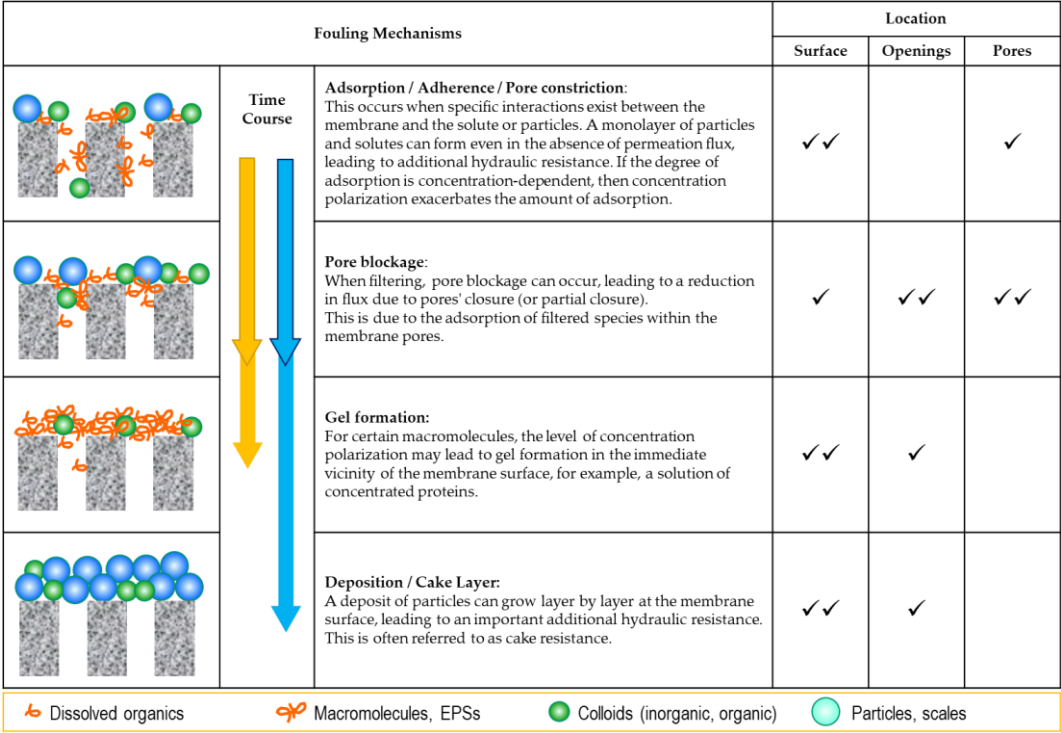 Fouling Mechanisms
Location
Surface
Openings
Pores
Time
Course
Adsorption / Adherence / Pore constriction:
This occurs when specific interactions exist between the
membrane and the solute or particles. A monolayer of particles
and solutes can form even in the absence of permeation flux,
leading to additional hydraulic resistance. If the degree of
adsorption is concentration-dependent, then concentration
polarization exacerbates the amount of adsorption.
✓✓
✓
Pore blockage:
When filtering, pore blockage can occur, leading to a reduction
in flux due to pores' closure (or partial closure).
This is due to the adsorption of filtered species within the
membrane pores.
✓
✓✓
✓✓
Gel formation:
For certain macromolecules, the level of concentration
polarization may lead to gel formation in the immediate
vicinity of the membrane surface, for example, a solution of
concentrated proteins.
✓✓
✓
Deposition / Cake Layer:
A deposit of particles can grow layer by layer at the membrane
surface, leading to an important additional hydraulic resistance.
This is often referred to as cake resistance.
✓✓
✓
Dissolved organics
Macromolecules, EPSs
Colloids (inorganic, organic)
Particles, scales